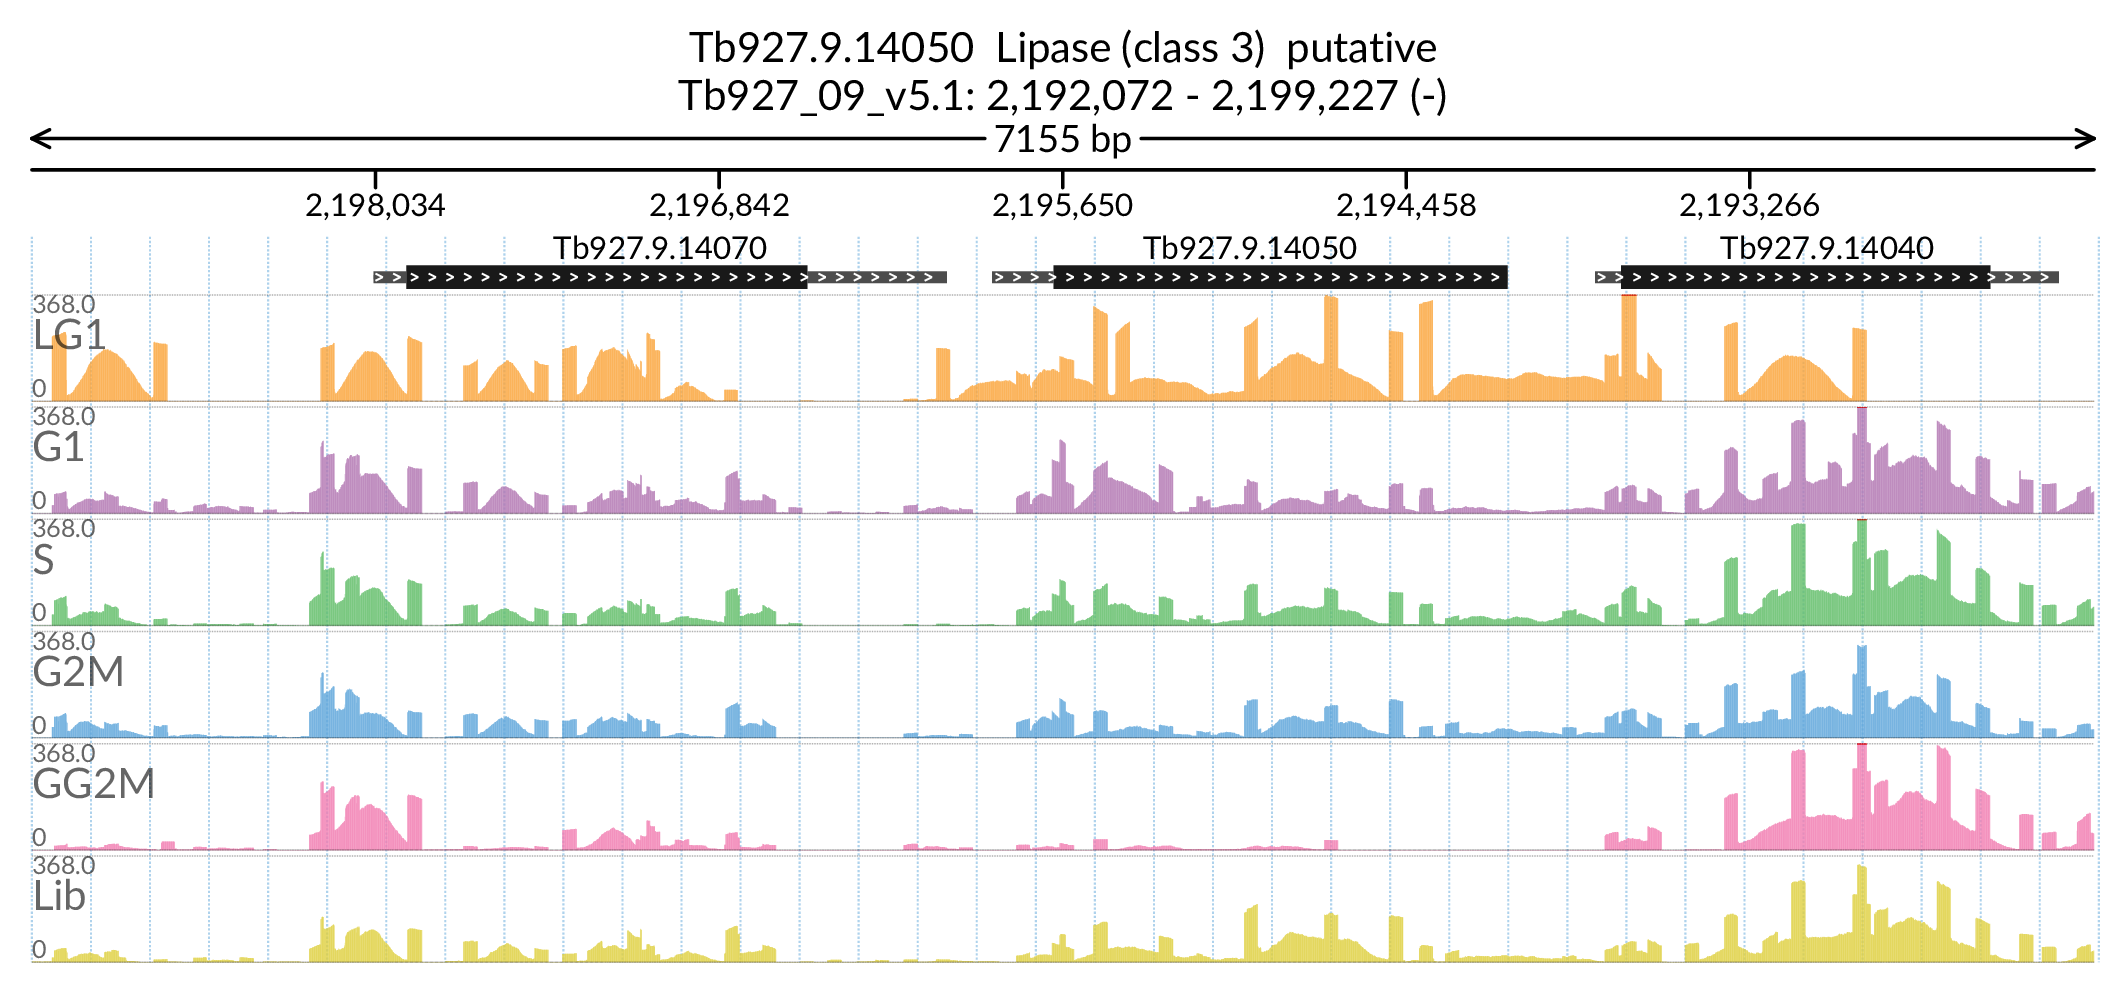 Tb927.9.14050  Lipase (class 3)  putative
Tb927_09_v5.1: 2,192,072 - 2,199,227 (-)
7155 bp
2,198,034 2,196,842 2,195,650 2,194,458 2,193,266
Tb927.9.14070 Tb927.9.14050 Tb927.9.14040
368.0
LG1
0
368.0
G1
0
368.0
S
0
368.0
G2M
0
368.0
GG2M
0
368.0
Lib
0